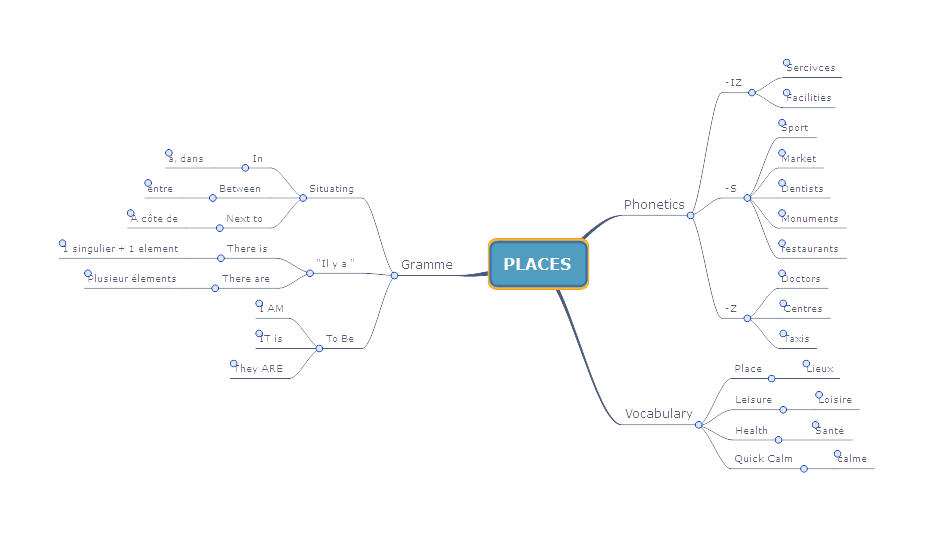 PLACES
Phonetics
-IZ
Sercivces
Facilities
-S
Sport
Market
Dentists
Monuments
restaurants
-Z
Doctors
Centres
Taxis
Vocabulary
Place
Lieux
Leisure
Loisire
Health
Santé
Quick Calm
calme
Gramme
Situating
In
à, dans
Between
entre
Next to
A côte de
"Il y a "
There is
1 singulier + 1 element
There are
Plusieur élements
To Be
I AM
IT is
They ARE